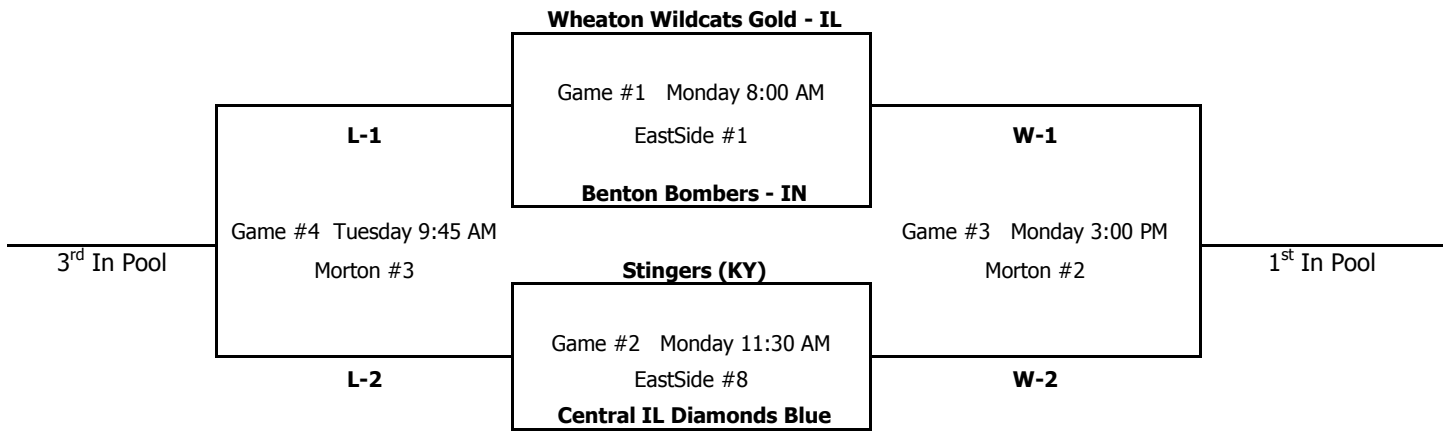 Wheaton Wildcats Gold - IL
Game #1 Monday 8:00 AM
L-1
EastSide #1
W-1
Benton Bombers - IN
Game #4 Tuesday 9:45 AM
Game #3 Monday 3:00 PM
3rd In Pool
Morton #3
Stingers (KY)
Morton #2
1st In Pool
Game #2 Monday 11:30 AM
L-2
EastSide #8
W-2
Central IL Diamonds Blue